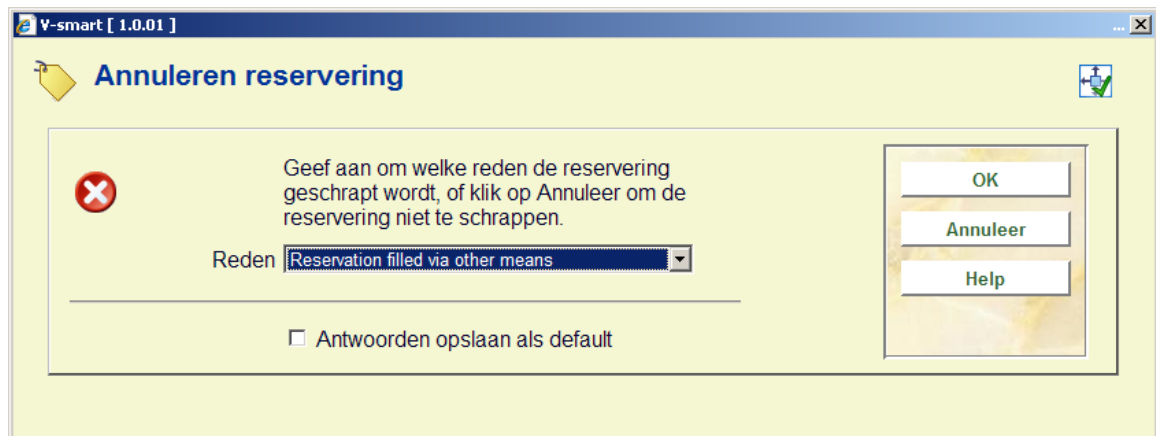 V-smart [ 1.0.01 ]
...
Annuleren reservering
Geef aan om welke reden de reservering
geschrapt wordt, of klik op Annuleer om de
reservering niet te schrappen.
Reden Reservation filled via other means
Antwoorden opslaan als default
OK
Annuleer
Help